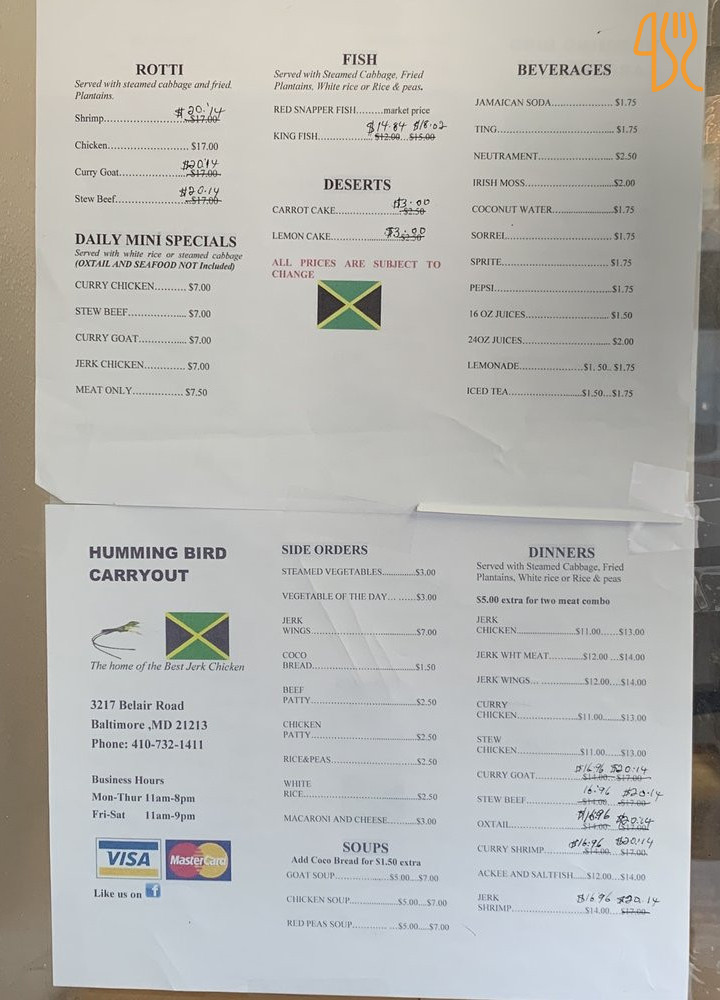 ROTTI
Served with steamed cabbage and fried.
Plantains.
$20.14
Shrimp..................$17.00
Chicken..................$17.00
$20.14
Curry Goat..................$17.00
$20.14
Stew Beef..................$17.00
DAILY MINI SPECIALS
Served with white rice or steamed cabbage
(OXTAIL AND SEAFOOD NOT Included)
CURRY CHICKEN.......... $7.00
STEW BEEF.................. $7.00
CURRY GOAT................ $7.00
JERK CHICKEN............. $7.00
MEAT ONLY................ $7.50
FISH
Served with Steamed Cabbage, Fried
Plantains, White rice or Rice & peas.
RED SNAPPER FISH.........market price
$14.84 $18.02
KING FISH..................$12.00...$15.00
DESERTS
$3.00
CARROT CAKE..................$2.50
$3.00
LEMON CAKE..................$2.50
ALL PRICES ARE SUBJECT TO
CHANGE
BEVERAGES
JAMAICAN SODA............... $1.75
TING.................................$1.75
NEUTRAMENT....................$2.50
IRISH MOSS.......................$2.00
COCONUT WATER................$1.75
SORREL.............................$1.75
SPRITE..............................$1.75
PEPSI................................$1.75
16 OZ JUICES.....................$1.50
24OZ JUICES......................$2.00
LEMONADE......................$1.50..$1.75
ICED TEA......................$1.50...$1.75
HUMMING BIRD
CARRYOUT
The home of the Best Jerk Chicken
3217 Belair Road
Baltimore ,MD 21213
Phone: 410-732-1411
Business Hours
Mon-Thur 11am-8pm
Fri-Sat 11am-9pm
VISA MasterCard
Like us on f
SIDE ORDERS
STEAMED VEGETABLES............$3.00
VEGETABLE OF THE DAY... ......$3.00
JERK
WINGS..............................$7.00
COCO
BREAD..............................$1.50
BEEF
PATTY..............................$2.50
CHICKEN
PATTY..............................$2.50
RICE&PEAS.........................$2.50
WHITE
RICE................................$2.50
MACARONI AND CHEESE........$3.00
SOUPS
Add Coco Bread for $1.50 extra
GOAT SOUP..................$5.00...$7.00
CHICKEN SOUP...............$5.00....$7.00
RED PEAS SOUP............ ...$5.00....$7.00
DINNERS
Served with Steamed Cabbage, Fried
Plantains, White rice or Rice & peas
$5.00 extra for two meat combo
JERK
CHICKEN................$11.00......$13.00
JERK WHT MEAT..........$12.00 ...$14.00
JERK WINGS... ..............$12.00....$14.00
CURRY
CHICKEN................$11.00.......$13.00
STEW
CHICKEN................$11.00......$13.00
$16.96 $20.14
CURRY GOAT..............$14.00...$17.00
16.96 $20.14
STEW BEEF................$14.00....$17.00
$16.96 $20.14
OXTAIL....................$14.00....$17.00
$16.96 $20.14
CURRY SHRIMP............$14.00....$17.00
ACKEE AND SALTFISH.....$12.00...$14.00
JERK $16.96 $20.14
SHRIMP....................$14.00...$17.00